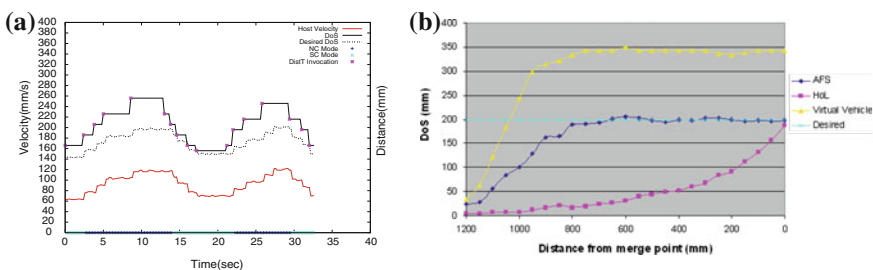 (a)
400
380
360
340
320
300
280
260
240
220
200
180
160
140
120
100
80
60
40
20
0
Velocity(mm/s)
Host Velocity
DoS
Desired DoS
NC Mode
SC Mode
DistT Invocation
Distance(mm)
0 5 10 15 20 25 30 35 40
Time(sec)
(b)
400
350
300
250
200
150
100
50
0
DoS (mm)
1200 1000 800 600 400 200 0
Distance from merge point (mm)
AFS
HoL
Virtual Vehicle
Desired